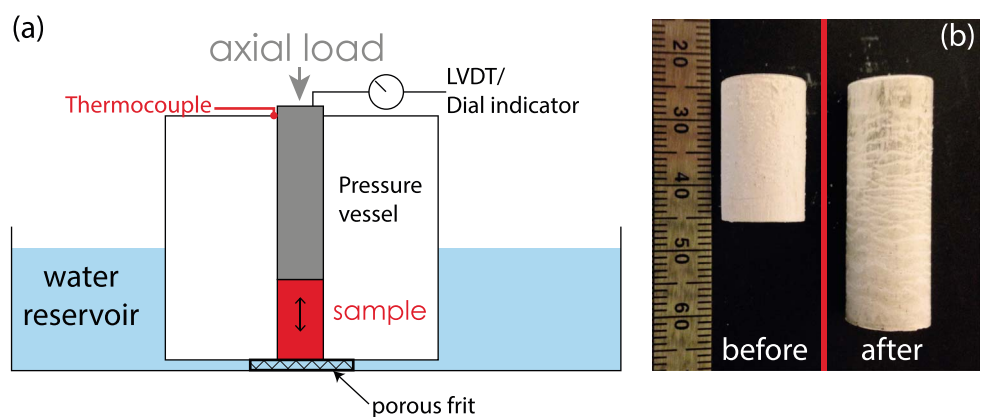 (a)
axial load
LVDT/
Dial indicator
Thermocouple
Pressure
vessel
water
reservoir
sample
porous frit
(b)
20
30
40
50
60
before
after